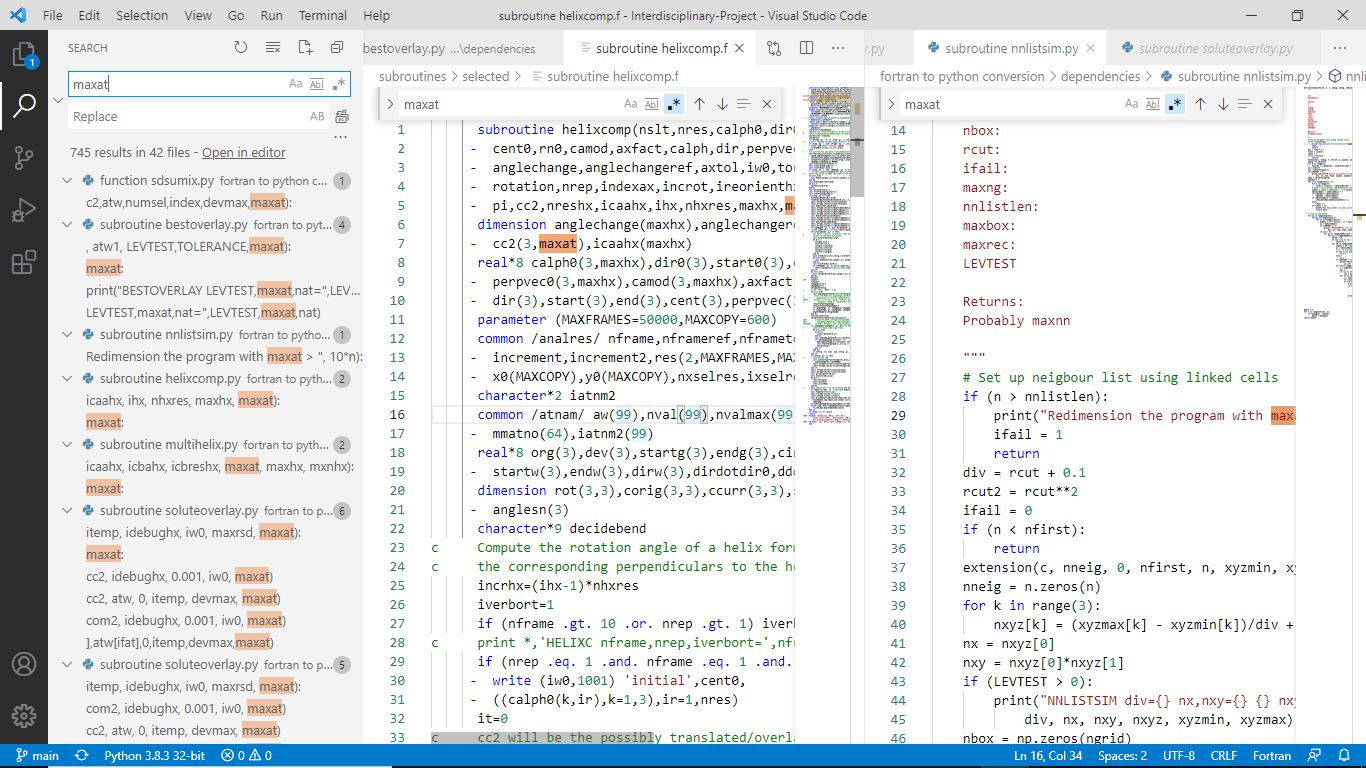 File Edit Selection View Go Run Terminal Help
subroutine helixcomp.f - Interdisciplinary-Project - Visual Studio Code
1
SEARCH
maxat
Aa Abl .*
Replace
AB
...
745 results in 42 files - Open in editor
function sdsumix.py fortran to python c... 1
c2,atw,numsel,index,devmax,maxat):
subroutine bestoverlay.py fortran to pyt... 4
, atw1, LEVTEST,TOLERANCE,maxat):
maxat:
print("BESTOVERLAY LEVTEST,maxat,nat=",LEV...
LEVTEST,maxat,nat=",LEVTEST,maxat,nat)
subroutine nnlistsim.py fortran to pytho... 1
Redimension the program with maxat > ", 10*n):
subroutine helixcomp.py fortran to pyth... 2
icaahx, ihx, nhxres, maxhx, maxat):
maxat:
subroutine multihelix.py fortran to pyth... 2
icaahx, icbahx, icbreshx, maxat, maxhx, mxnhx):
maxat:
subroutine soluteoverlay.py fortran to p... 6
itemp, idebughx, iw0, maxrsd, maxat):
maxat:
cc2, idebughx, 0.001, iw0, maxat)
cc2, atw, 0, itemp, devmax, maxat)
com2, idebughx, 0.001, iw0, maxat)
],atw[ifat],0,itemp,devmax,maxat)
subroutine soluteoverlay.py fortran to p... 5
itemp, idebughx, iw0, maxrsd, maxat):
com2, idebughx, 0.001, iw0, maxat)
cc2, atw, 0, itemp, devmax, maxat)
bestoverlay.py ...\dependencies
subroutine helixcomp.f
...
subroutines > selected > subroutine helixcomp.f
maxat
Aa Abl .*
1 subroutine helixcomp(nslt,nres,calph0,dir0
2 - cent0,rn0,camod,axfact,calph,dir,perpvec
3 - anglechange,anglechangeref,axtol,iw0,tor
4 - rotation,nrep,indexax,incrot,ireorienthx
5 - pi,cc2,nreshx,icaahx,ihx,nhxres,maxhx,m
6 dimension anglechange(maxhx),anglechanger
7 - cc2(3,maxat),icaahx(maxhx)
8 real*8 calph0(3,maxhx),dir0(3),start0(3),
9 - perpvec0(3,maxhx),camod(3,maxhx),axfact
10 - dir(3),start(3),end(3),cent(3),perpvec(
11 parameter (MAXFRAMES=50000,MAXCOPY=600)
12 common /analres/ nframe,nframeref,nframeto
13 - increment,increment2,res(2,MAXFRAMES,MAX
14 - x0(MAXCOPY),y0(MAXCOPY),nxselres,ixselr
15 character*2 iatnm2
16 common /atnam/ aw(99),nval(99),nvalmax(99
17 - mmatno(64),iatnm2(99)
18 real*8 org(3),dev(3),startg(3),endg(3),cir
19 - startw(3),endw(3),dirw(3),dirdotdir0,ddo
20 dimension rot(3,3),corig(3,3),ccurr(3,3),
21 - anglesn(3)
22 character*9 decidebend
23 c Compute the rotation angle of a helix for
24 c the corresponding perpendiculars to the he
25 incrhx=(ihx-1)*nhxres
26 iverbort=1
27 if (nframe .gt. 10 .or. nrep .gt. 1) iver
28 c print *,'HELIXC nframe,nrep,iverbort=',nf
29 if (nrep .eq. 1 .and. nframe .eq. 1 .and.
30 - write (iw0,1001) 'initial',cent0,
31 - ((calph0(k,ir),k=1,3),ir=1,nres)
32 it=0
33 c cc2 will be the possibly translated/overla
.py
subroutine nnlistsim.py
subroutine soluteoverlay.py
...
fortran to python conversion > dependencies > subroutine nnlistsim.py > nnli
maxat
Aa Abl .*
14 nbox:
15 rcut:
16 ifail:
17 maxng:
18 nnlistlen:
19 maxbox:
20 maxrec:
21 LEVTEST
22
23 Returns:
24 Probably maxnn
25
26 """
27 # Set up neigbour list using linked cells
28 if (n > nnlistlen):
29 print("Redimension the program with maxa
30 ifail = 1
31 return
32 div = rcut + 0.1
33 rcut2 = rcut**2
34 ifail = 0
35 if (n < nfirst):
36 return
37 extension(c, nneig, 0, nfirst, n, xyzmin, xy
38 nneig = n.zeros(n)
39 for k in range(3):
40 nxyz[k] = (xyzmax[k] - xyzmin[k])/div +
41 nx = nxyz[0]
42 nxy = nxyz[0]*nxyz[1]
43 if (LEVTEST > 0):
44 print("NNLISTSIM div={} nx,nxy={} {} nxy
45 div, nx, nxy, nxyz, xyzmin, xyzmax)
46 nbox = np.zeros(ngrid)
main Python 3.8.3 32-bit 0 0 Ln 16, Col 34 Spaces: 2 UTF-8 CRLF Fortran